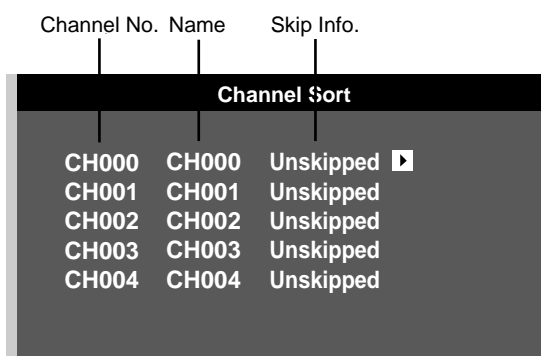 Channel No. Name Skip Info.
Channel Sort
CH000 CH000 Unskipped
CH001 CH001 Unskipped
CH002 CH002 Unskipped
CH003 CH003 Unskipped
CH004 CH004 Unskipped